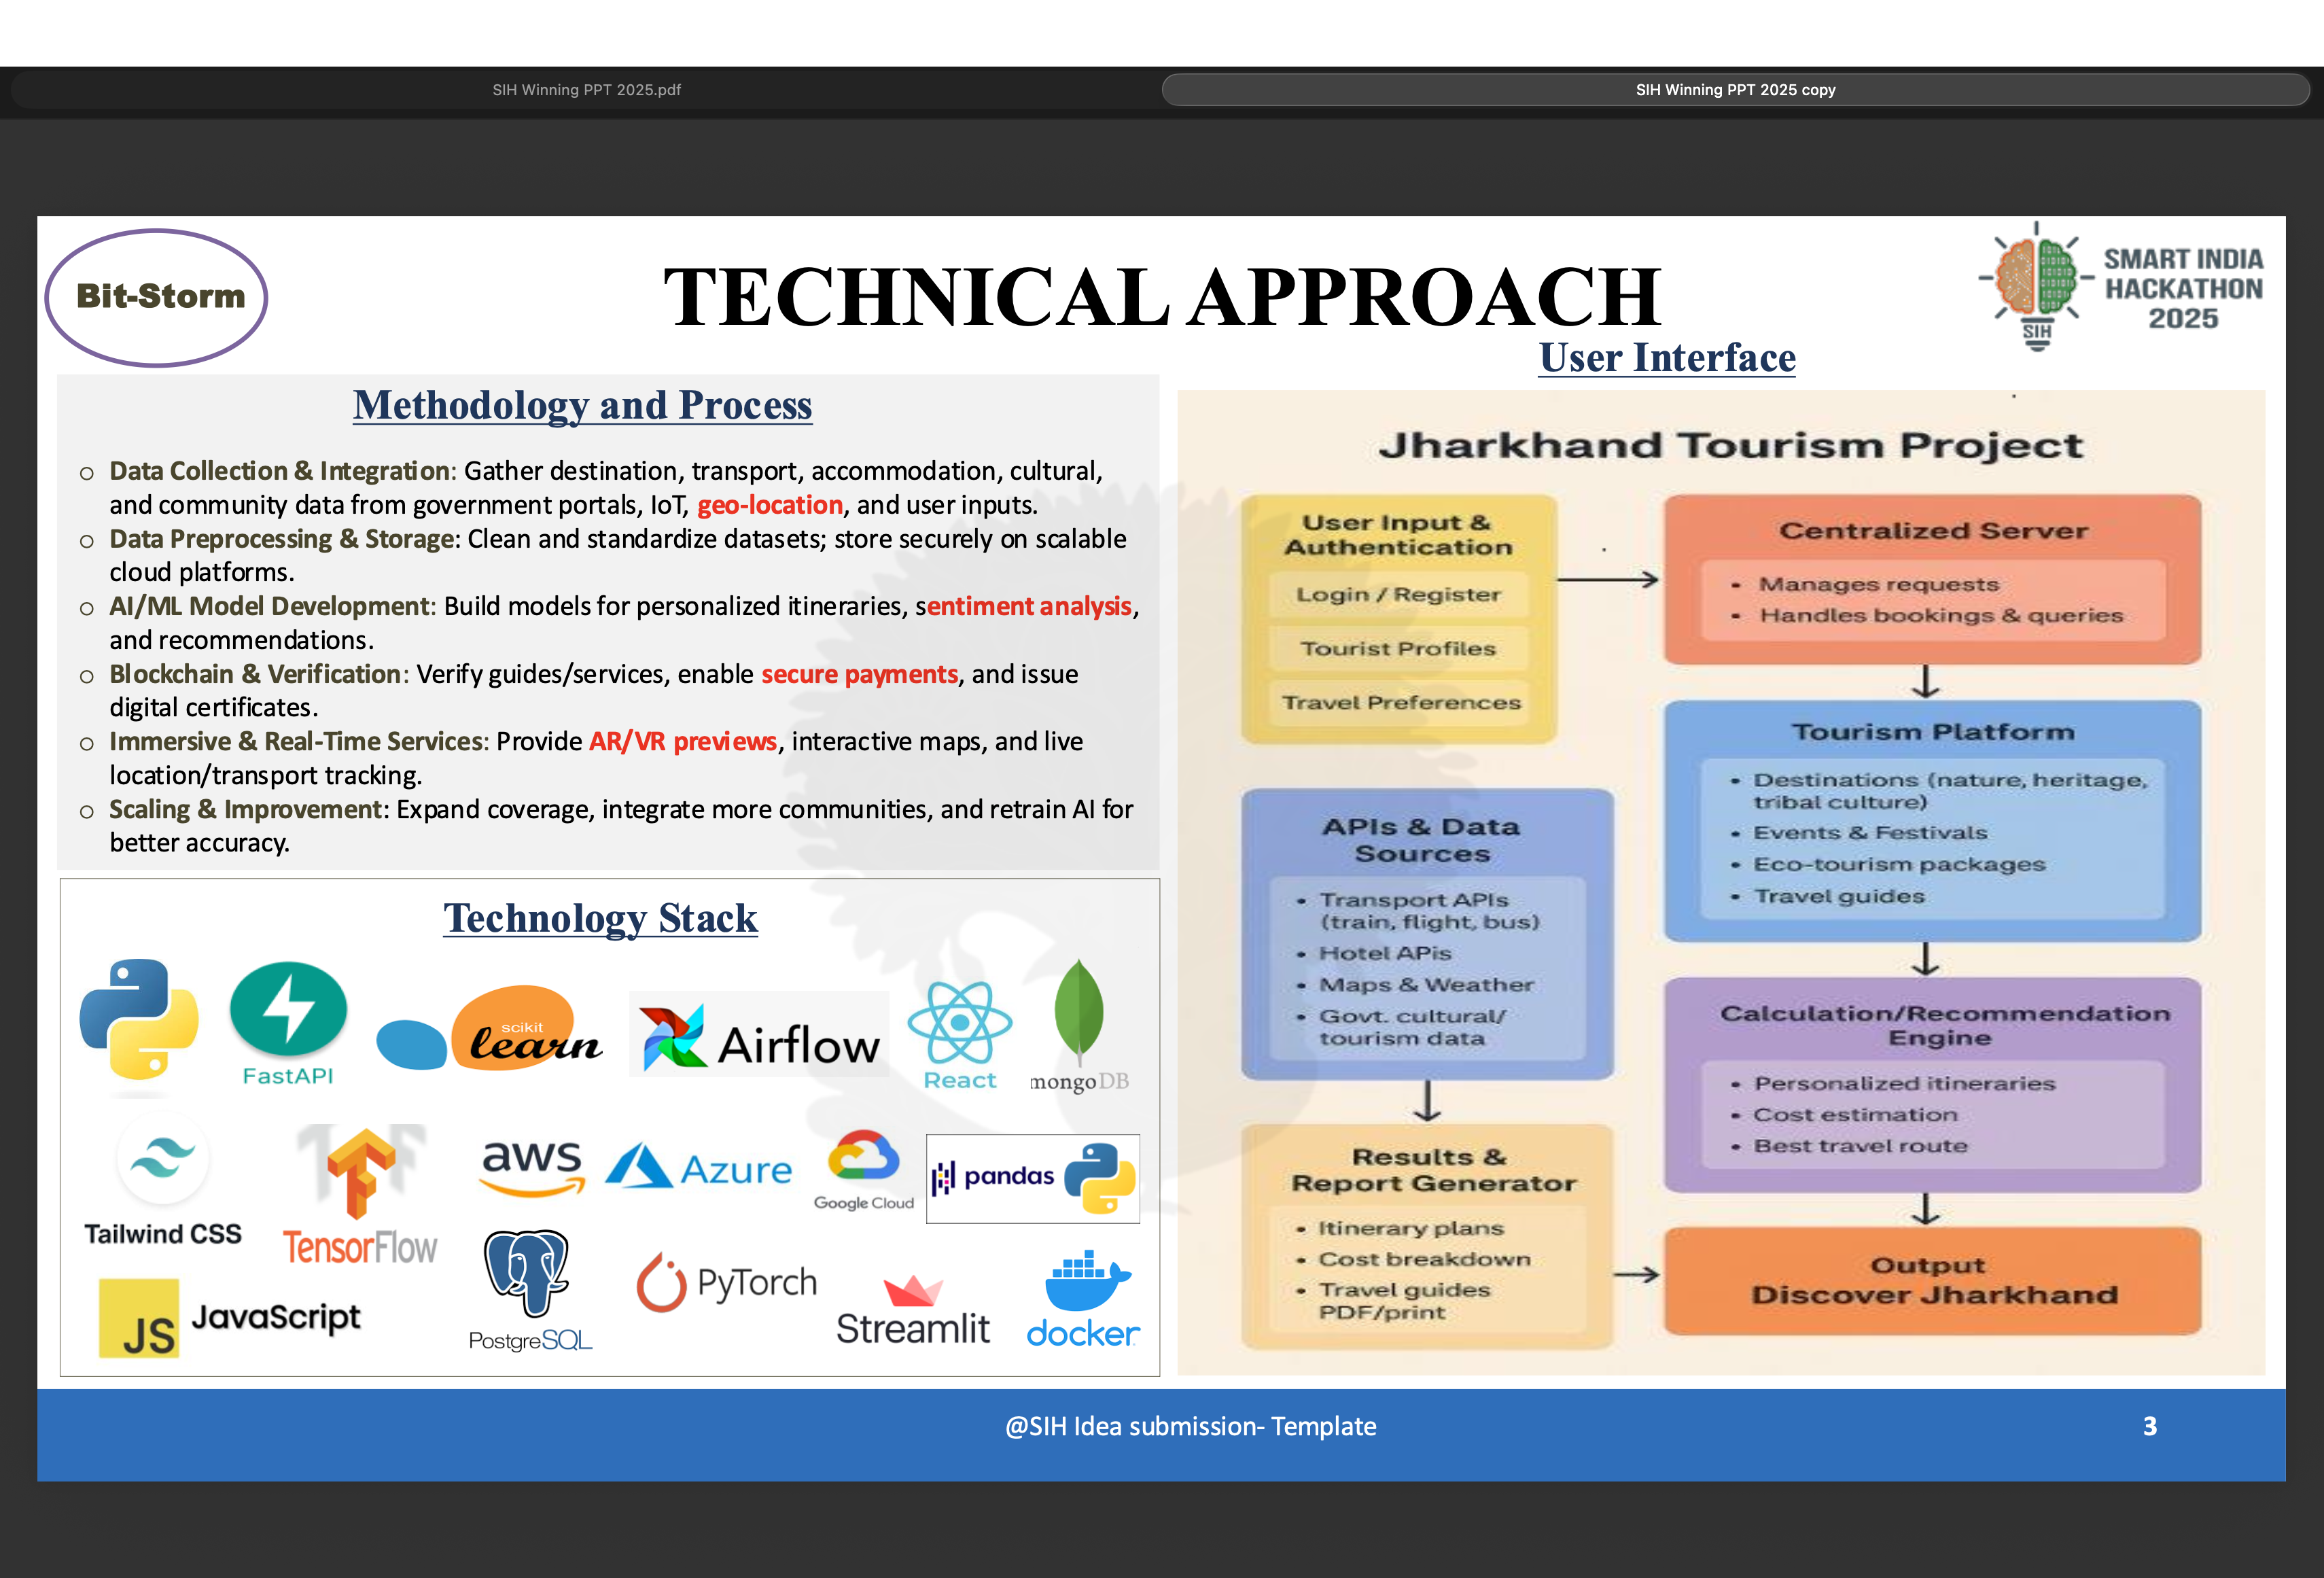 SIH Winning PPT 2025.pdf
SIH Winning PPT 2025 copy
Bit-Storm
TECHNICAL APPROACH
SMART INDIA
HACKATHON
2025
SIH
User Interface
Methodology and Process
Data Collection & Integration: Gather destination, transport, accommodation, cultural,
and community data from government portals, IoT, geo-location, and user inputs.
Data Preprocessing & Storage: Clean and standardize datasets; store securely on scalable
cloud platforms.
AI/ML Model Development: Build models for personalized itineraries, sentiment analysis,
and recommendations.
Blockchain & Verification: Verify guides/services, enable secure payments, and issue
digital certificates.
Immersive & Real-Time Services: Provide AR/VR previews, interactive maps, and live
location/transport tracking.
Scaling & Improvement: Expand coverage, integrate more communities, and retrain AI for
better accuracy.
Technology Stack
FastAPI
scikit
learn
Airflow
React
mongoDB
Tailwind CSS
TensorFlow
aws
Azure
Google Cloud
pandas
JS JavaScript
PostgreSQL
PyTorch
Streamlit
docker
Jharkhand Tourism Project
User Input &
Authentication
Login / Register
Tourist Profiles
Travel Preferences
Centralized Server
• Manages requests
• Handles bookings & queries
Tourism Platform
• Destinations (nature, heritage,
tribal culture)
• Events & Festivals
• Eco-tourism packages
• Travel guides
APIs & Data
Sources
• Transport APIs
(train, flight, bus)
• Hotel APIs
• Maps & Weather
• Govt. cultural/
tourism data
Calculation/Recommendation
Engine
• Personalized itineraries
• Cost estimation
• Best travel route
Results &
Report Generator
• Itinerary plans
• Cost breakdown
• Travel guides
PDF/print
Output
Discover Jharkhand
@SIH Idea submission- Template
3